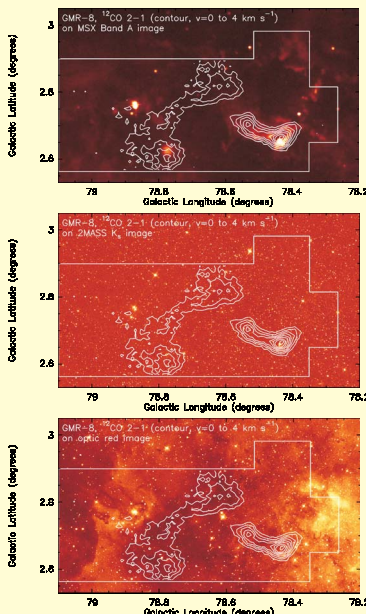 GMR-8, ¹²CO 2-1 (contour, v=0 to 4 km s⁻¹)
on MSX Band A image
Galactic Latitude (degrees)
3
2.8
2.6
79
78.8
78.6
78.4
78.2
Galactic Longitude (degrees)
GMR-8, ¹²CO 2-1 (contour, v=0 to 4 km s⁻¹)
on 2MASS Kₛ image
Galactic Latitude (degrees)
3
2.8
2.6
79
78.8
78.6
78.4
78.2
Galactic Longitude (degrees)
GMR-8, ¹²CO 2-1 (contour, v=0 to 4 km s⁻¹)
on optic red image
Galactic Latitude (degrees)
3
2.8
2.6
79
78.8
78.6
78.4
78.2
Galactic Longitude (degrees)